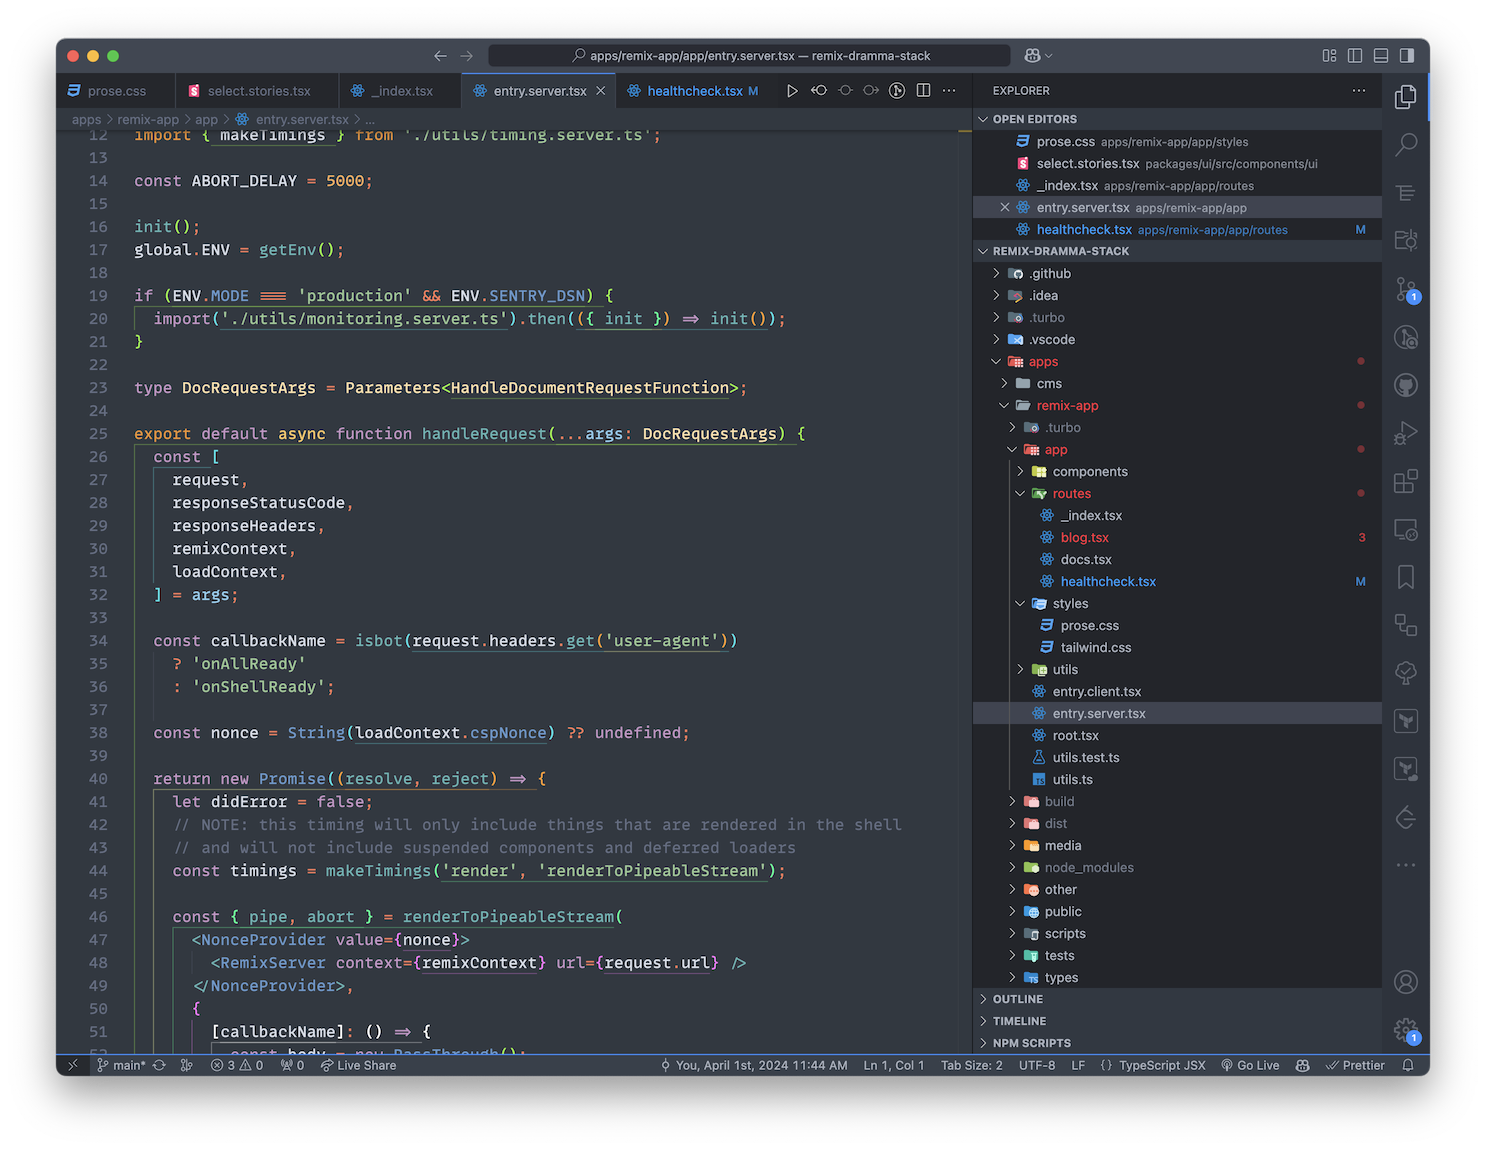 apps/remix-app/app/entry.server.tsx — remix-dramma-stack
prose.css
select.stories.tsx
_index.tsx
entry.server.tsx
healthcheck.tsx M
apps > remix-app > app > entry.server.tsx > ...
12 import { makeTimings } from './utils/timing.server.ts';
13
14 const ABORT_DELAY = 5000;
15
16 init();
17 global.ENV = getEnv();
18
19 if (ENV.MODE === 'production' && ENV.SENTRY_DSN) {
20 import('./utils/monitoring.server.ts').then(({ init }) => init());
21 }
22
23 type DocRequestArgs = Parameters<HandleDocumentRequestFunction>;
24
25 export default async function handleRequest(...args: DocRequestArgs) {
26 const [
27 request,
28 responseStatusCode,
29 responseHeaders,
30 remixContext,
31 loadContext,
32 ] = args;
33
34 const callbackName = isbot(request.headers.get('user-agent'))
35 ? 'onAllReady'
36 : 'onShellReady';
37
38 const nonce = String(loadContext.cspNonce) ?? undefined;
39
40 return new Promise((resolve, reject) => {
41 let didError = false;
42 // NOTE: this timing will only include things that are rendered in the shell
43 // and will not include suspended components and deferred loaders
44 const timings = makeTimings('render', 'renderToPipeableStream');
45
46 const { pipe, abort } = renderToPipeableStream(
47 <NonceProvider value={nonce}>
48 <RemixServer context={remixContext} url={request.url} />
49 </NonceProvider>,
50 {
51 [callbackName]: () => {
52 const body = new PassThrough();
EXPLORER
OPEN EDITORS
prose.css apps/remix-app/app/styles
select.stories.tsx packages/ui/src/components/ui
_index.tsx apps/remix-app/app/routes
entry.server.tsx apps/remix-app/app
healthcheck.tsx apps/remix-app/app/routes M
REMIX-DRAMMA-STACK
.github
.idea
.turbo
.vscode
apps
cms
remix-app
.turbo
app
components
routes
_index.tsx
blog.tsx 3
docs.tsx
healthcheck.tsx M
styles
prose.css
tailwind.css
utils
entry.client.tsx
entry.server.tsx
root.tsx
utils.test.ts
utils.ts
build
dist
media
node_modules
other
public
scripts
tests
types
OUTLINE
TIMELINE
NPM SCRIPTS
1
1
main* 3 0 0 Live Share You, April 1st, 2024 11:44 AM Ln 1, Col 1 Tab Size: 2 UTF-8 LF {} TypeScript JSX Go Live Prettier